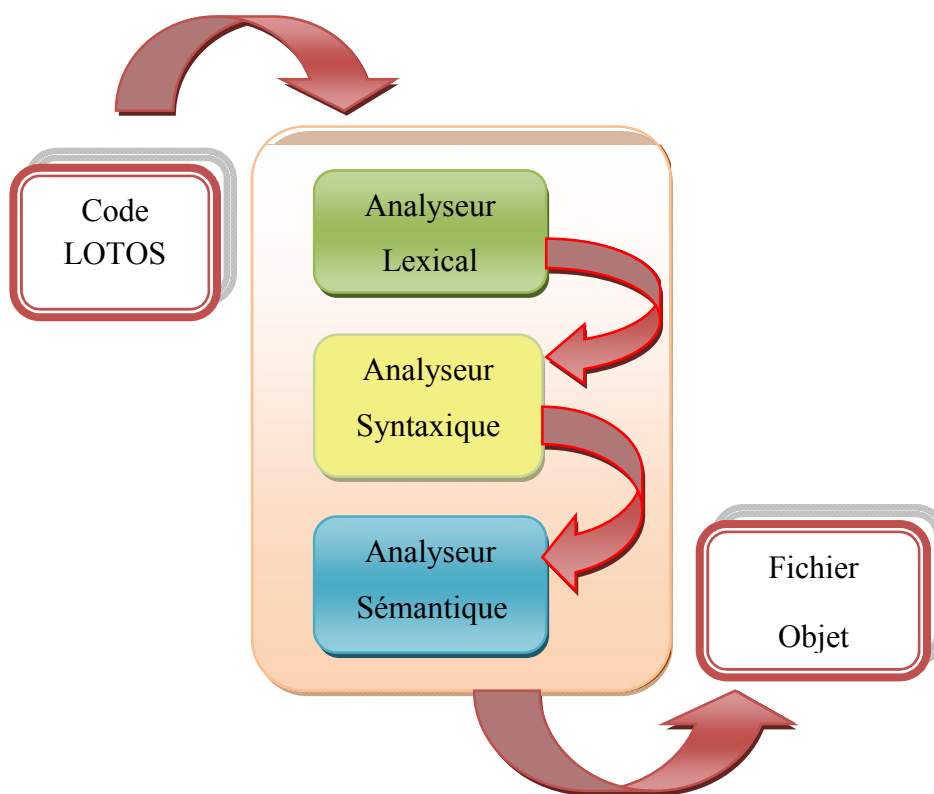 Code
LOTOS
Analyseur
Lexical
Analyseur
Syntaxique
Analyseur
Sémantique
Fichier
Objet